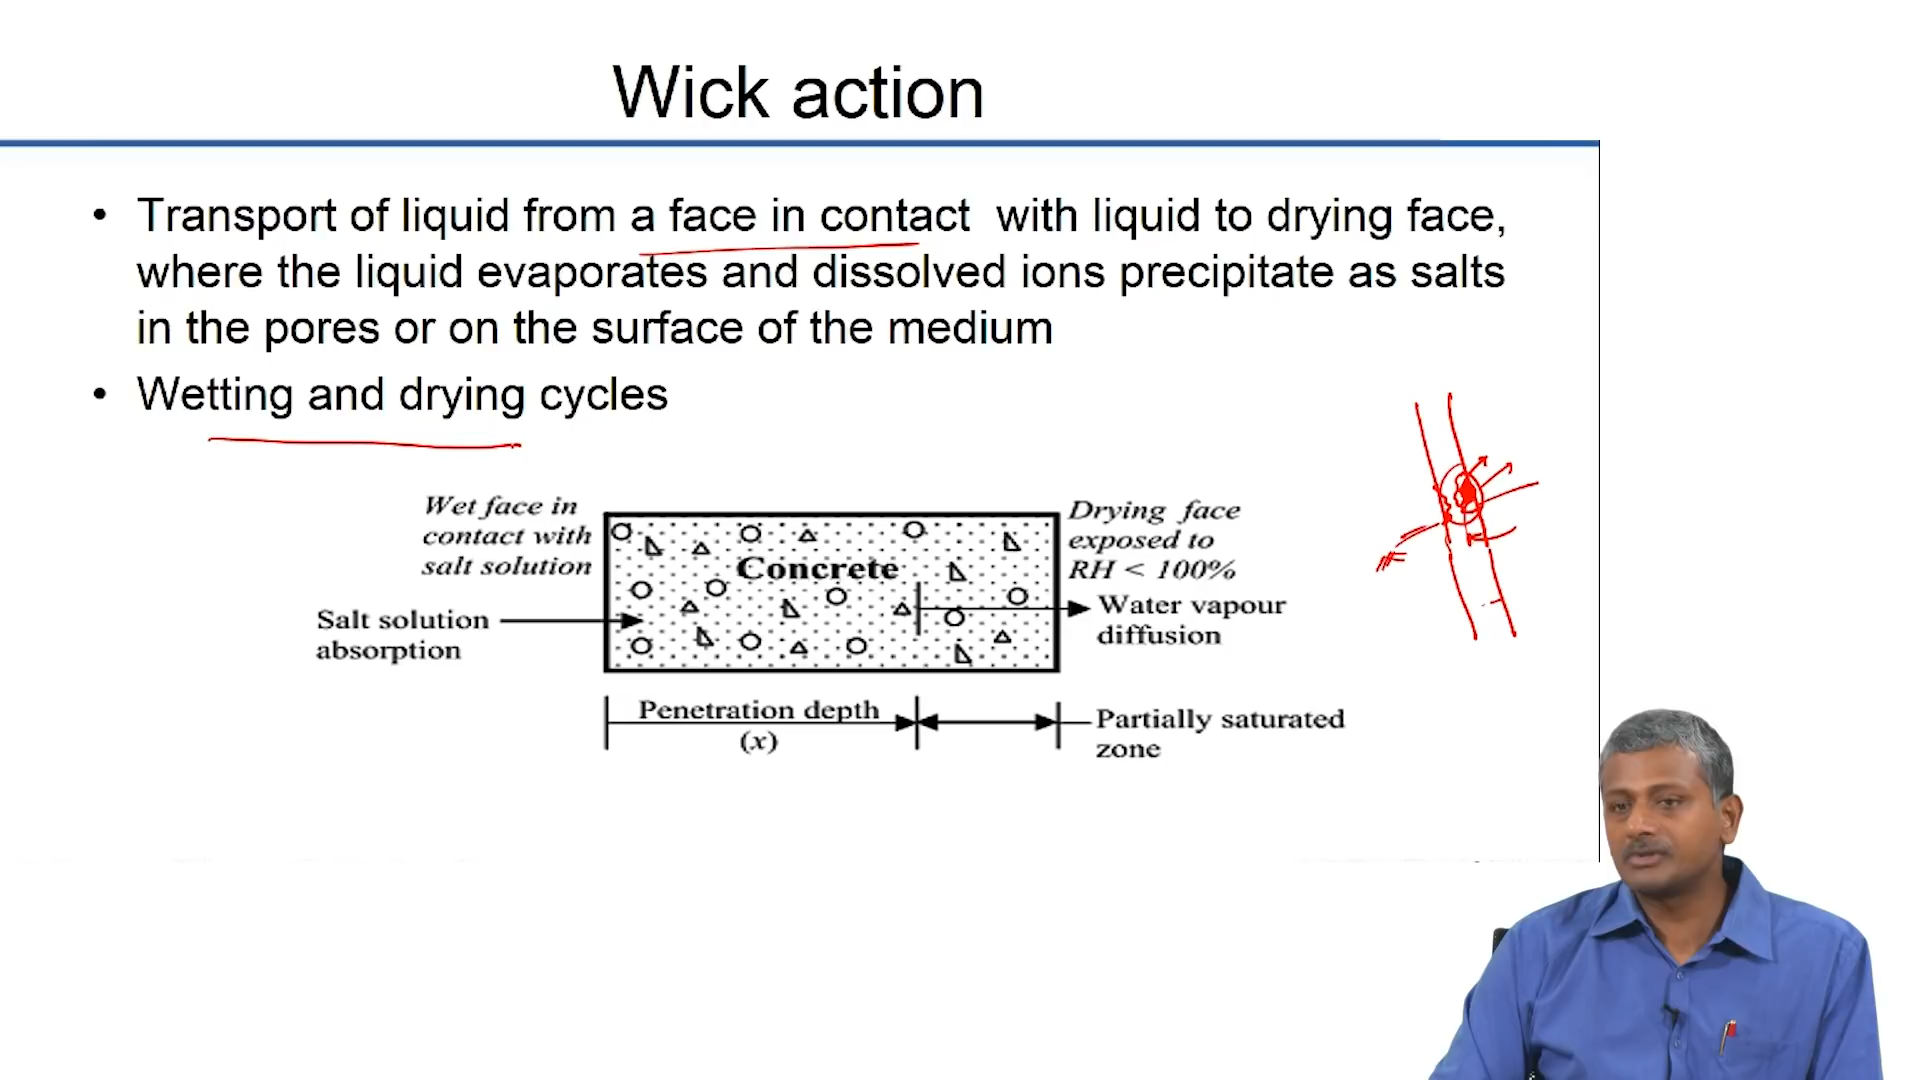 Wick action
• Transport of liquid from a face in contact with liquid to drying face,
where the liquid evaporates and dissolved ions precipitate as salts
in the pores or on the surface of the medium
• Wetting and drying cycles
Wet face in
contact with
salt solution
Salt solution
absorption
Concrete
Drying face
exposed to
RH < 100%
Water vapour
diffusion
Penetration depth
(x)
Partially saturated
zone